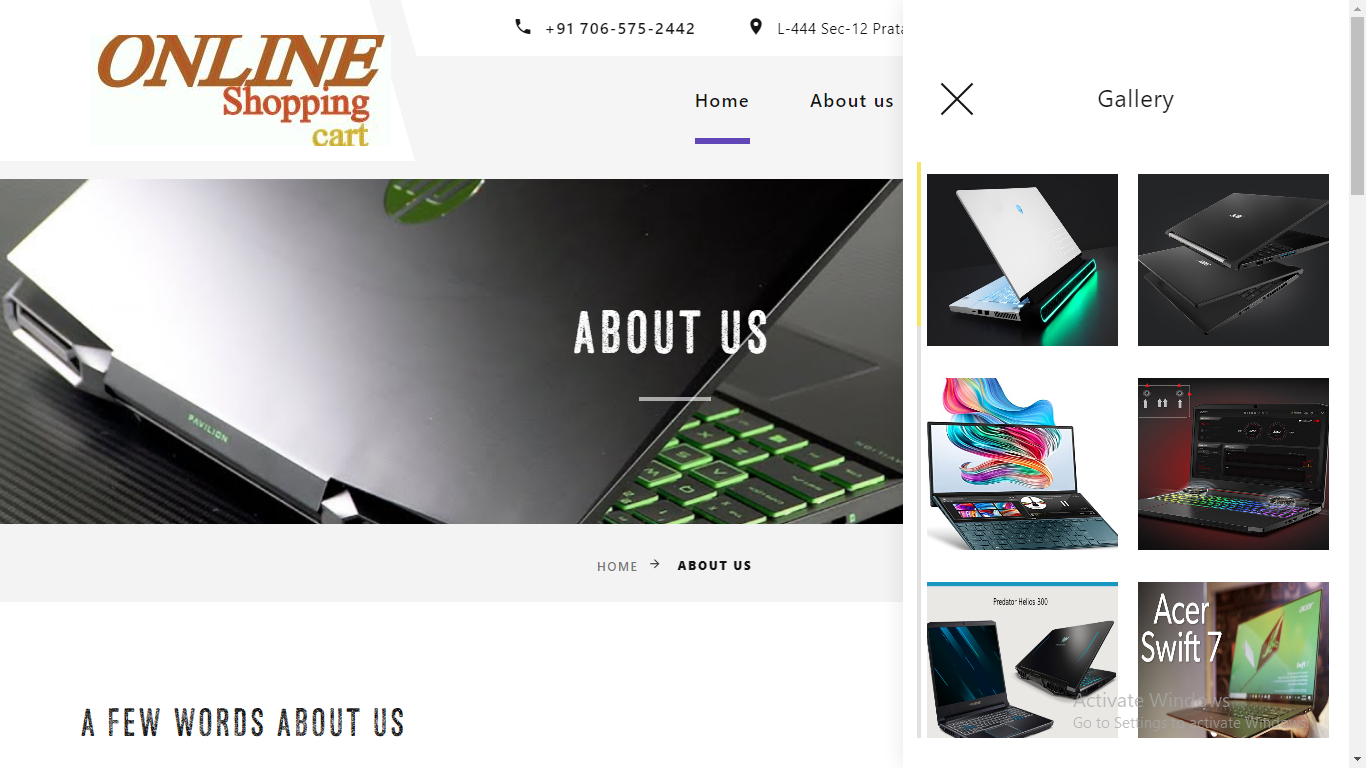 ONLINE
Shopping
cart
+91 706-575-2442
L-444 Sec-12 Prata
Home
About us
Gallery
ABOUT US
PAVILION
HOME → ABOUT US
A FEW WORDS ABOUT US
Predator Helios 300
Acer
Swift 7
acer
Activate Windows
Go to Settings to activate Windows.